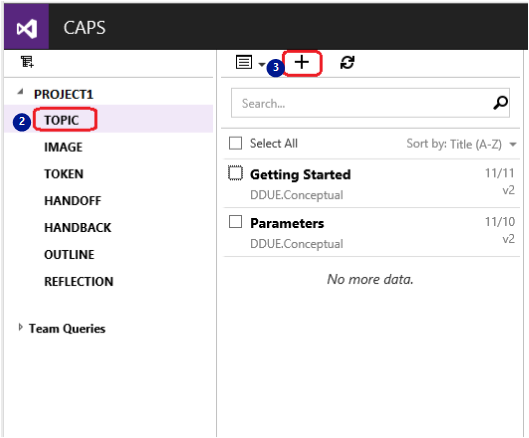 CAPS
PROJECT1
2 TOPIC
IMAGE
TOKEN
HANDOFF
HANDBACK
OUTLINE
REFLECTION
Team Queries
3
Search...
Select All Sort by: Title (A-Z)
Getting Started 11/11
DDUE.Conceptual v2
Parameters 11/10
DDUE.Conceptual v2
No more data.